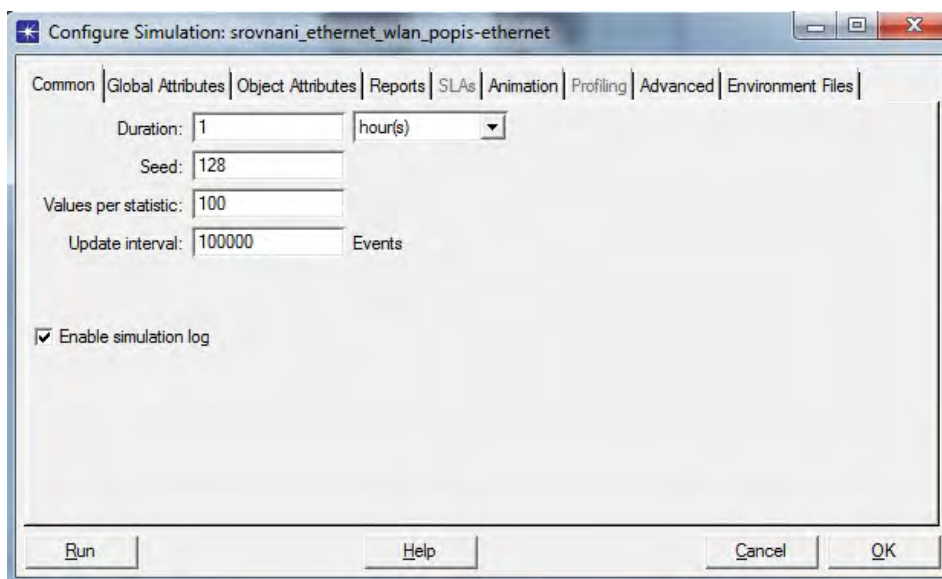 Configure Simulation: srovnani_ethernet_wlan_popis-ethernet
Common Global Attributes Object Attributes Reports SLAs Animation Profiling Advanced Environment Files
Duration: 1 hour(s)
Seed: 128
Values per statistic: 100
Update interval: 100000 Events
Enable simulation log
Run Help Cancel OK